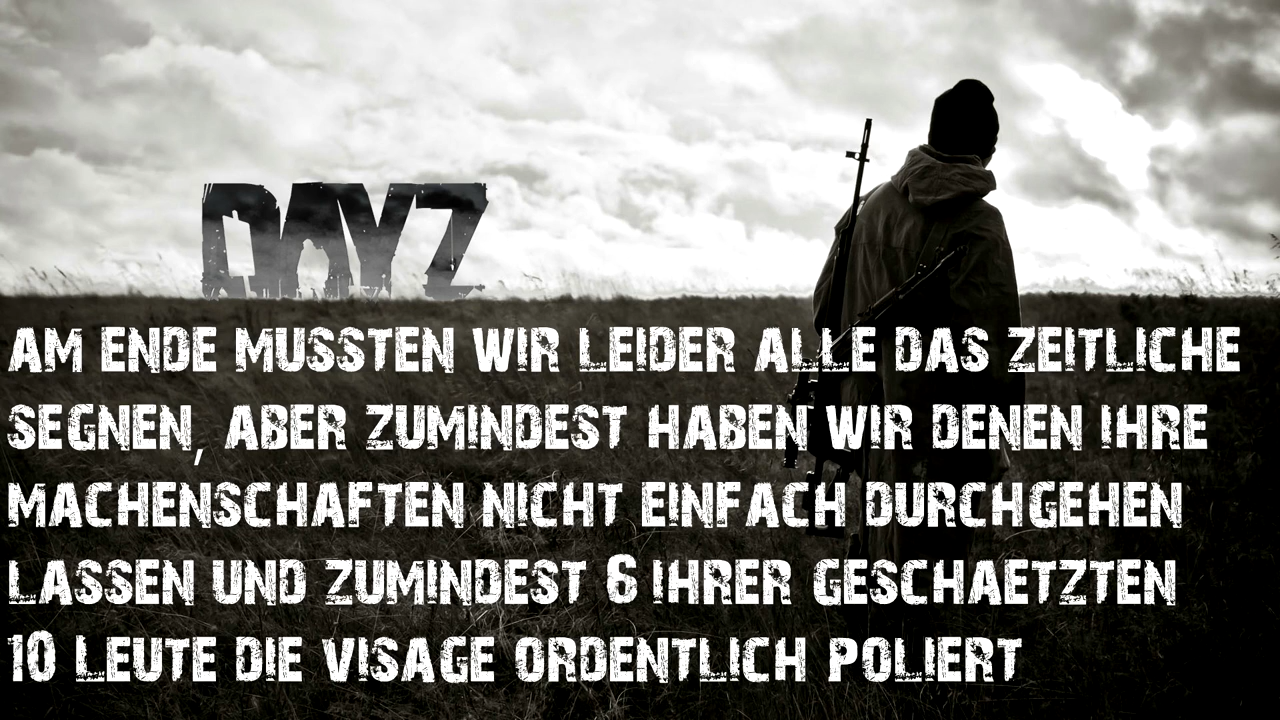 DAYZ
AM ENDE MUSSTEN WIR LEIDER ALLE DAS ZEITLICHE
SEGNEN, ABER ZUMINDEST HABEN WIR DENEN IHRE
MACHENSCHAFTEN NICHT EINFACH DURCHGEHEN
LASSEN UND ZUMINDEST 6 IHRER GESCHAETZTEN
10 LEUTE DIE VISAGE ORDENTLICH POLIERT